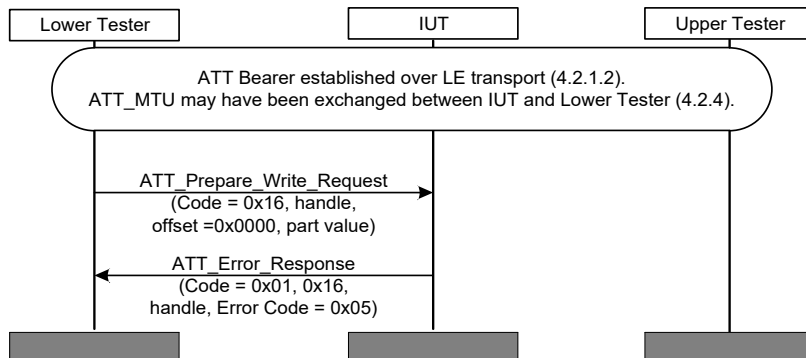 Lower Tester
IUT
Upper Tester
ATT Bearer established over LE transport (4.2.1.2).
ATT_MTU may have been exchanged between IUT and Lower Tester (4.2.4).
ATT_Prepare_Write_Request
(Code = 0x16, handle,
offset =0x0000, part value)
ATT_Error_Response
(Code = 0x01, 0x16,
handle, Error Code = 0x05)